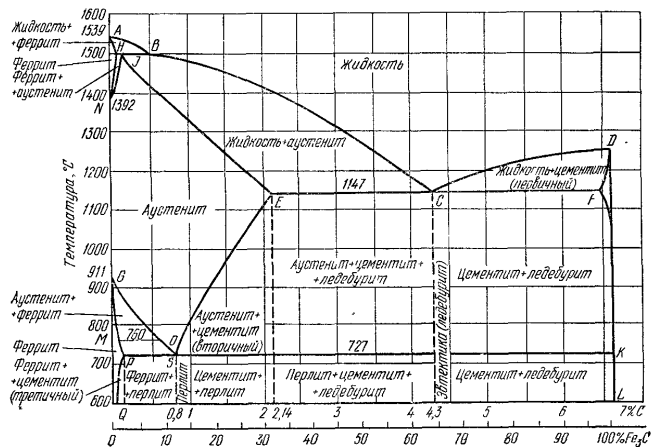 1600
1539
1500
1400
1300
1200
1100
1000
911
900
800
700
600
Температура, °С
Жидкость+
+феррит
Феррит
Феррит+
+аустенит
N
1392
A
H
J
B
Жидкость
Жидкость+аустенит
D
Жидкость+цементит
(первичный)
1147
E
C
F
Аустенит
G
Аустенит+
+феррит
M
Феррит
Феррит+
+цементит
(третичный)
760
O
P
S
Аустенит+
+цементит
(вторичный)
Аустенит+цементит+
+ледебурит
Цементит+ледебурит
Эвтектика (ледебурит)
727
K
Феррит+
+перлит
Перлит
Цементит+
+перлит
Перлит+цементит+
+ледебурит
Цементит+ледебурит
L
Q
0,8
1
2
2,14
3
4
4,3
5
6
7%C
0
10
20
30
40
50
60
70
80
90
100%Fe₃C